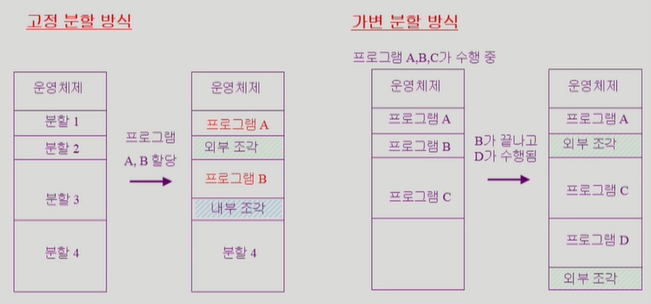 고정 분할 방식
운영체제
분할 1
분할 2
분할 3
분할 4
프로그램
A, B 할당
운영체제
프로그램 A
외부 조각
프로그램 B
내부 조각
분할 4
가변 분할 방식
프로그램 A,B,C가 수행 중
운영체제
프로그램 A
프로그램 B
프로그램 C
B가 끝나고
D가 수행됨
운영체제
프로그램 A
외부 조각
프로그램 C
프로그램 D
외부 조각